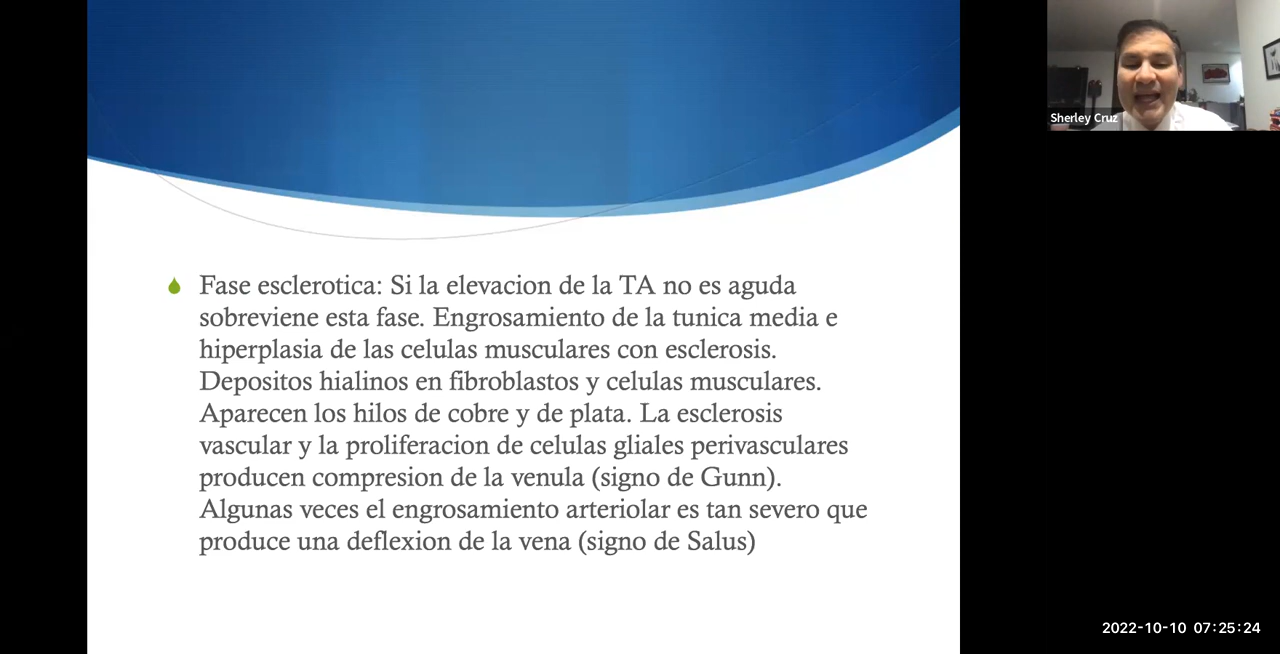 Fase esclerotica: Si la elevacion de la TA no es aguda
sobreviene esta fase. Engrosamiento de la tunica media e
hiperplasia de las celulas musculares con esclerosis.
Depositos hialinos en fibroblastos y celulas musculares.
Aparecen los hilos de cobre y de plata. La esclerosis
vascular y la proliferacion de celulas gliales perivasculares
producen compresion de la venula (signo de Gunn).
Algunas veces el engrosamiento arteriolar es tan severo que
produce una deflexion de la vena (signo de Salus)
Sherley Cruz
2022-10-10 07:25:24